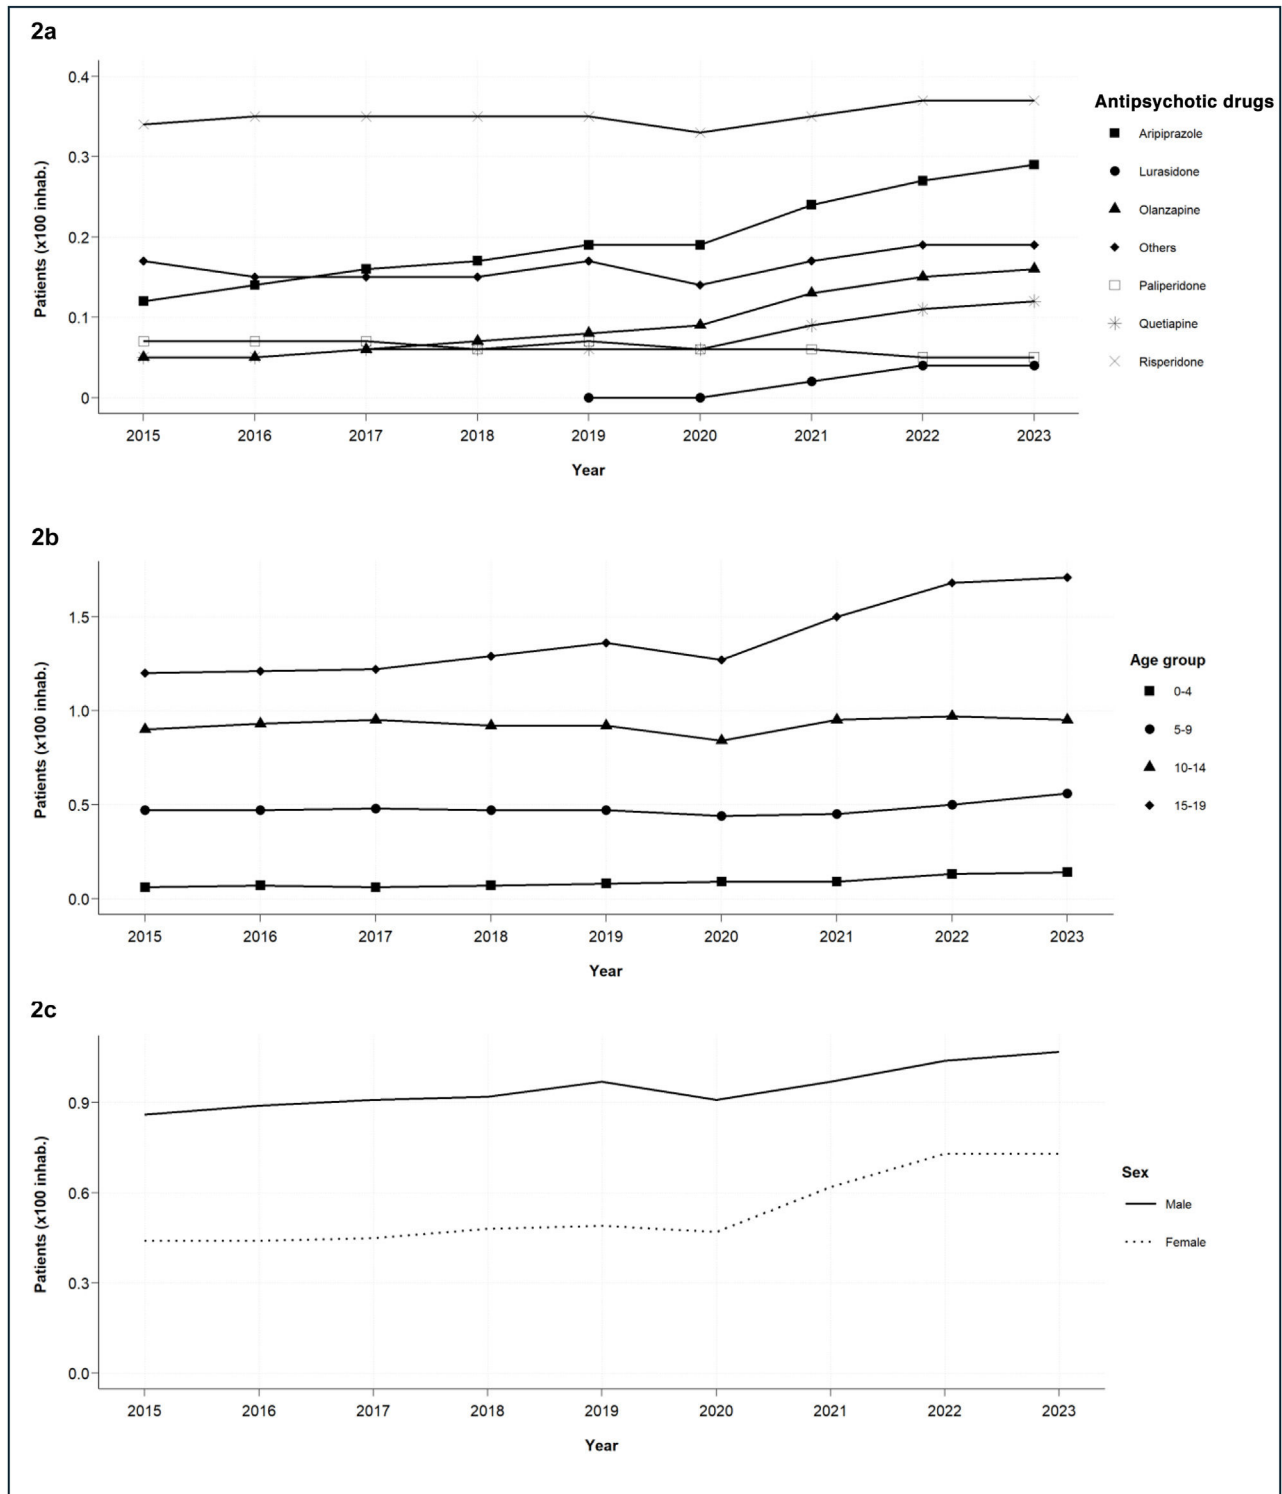 2a
Patients (x100 inhab.)
0.4
0.3
0.2
0.1
0
2015 2016 2017 2018 2019 2020 2021 2022 2023
Year
Antipsychotic drugs
Aripiprazole
Lurasidone
Olanzapine
Others
Paliperidone
Quetiapine
Risperidone
2b
Patients (x100 inhab.)
1.5
1.0
0.5
0.0
2015 2016 2017 2018 2019 2020 2021 2022 2023
Year
Age group
0-4
5-9
10-14
15-19
2c
Patients (x100 inhab.)
0.9
0.6
0.3
0.0
2015 2016 2017 2018 2019 2020 2021 2022 2023
Year
Sex
Male
Female